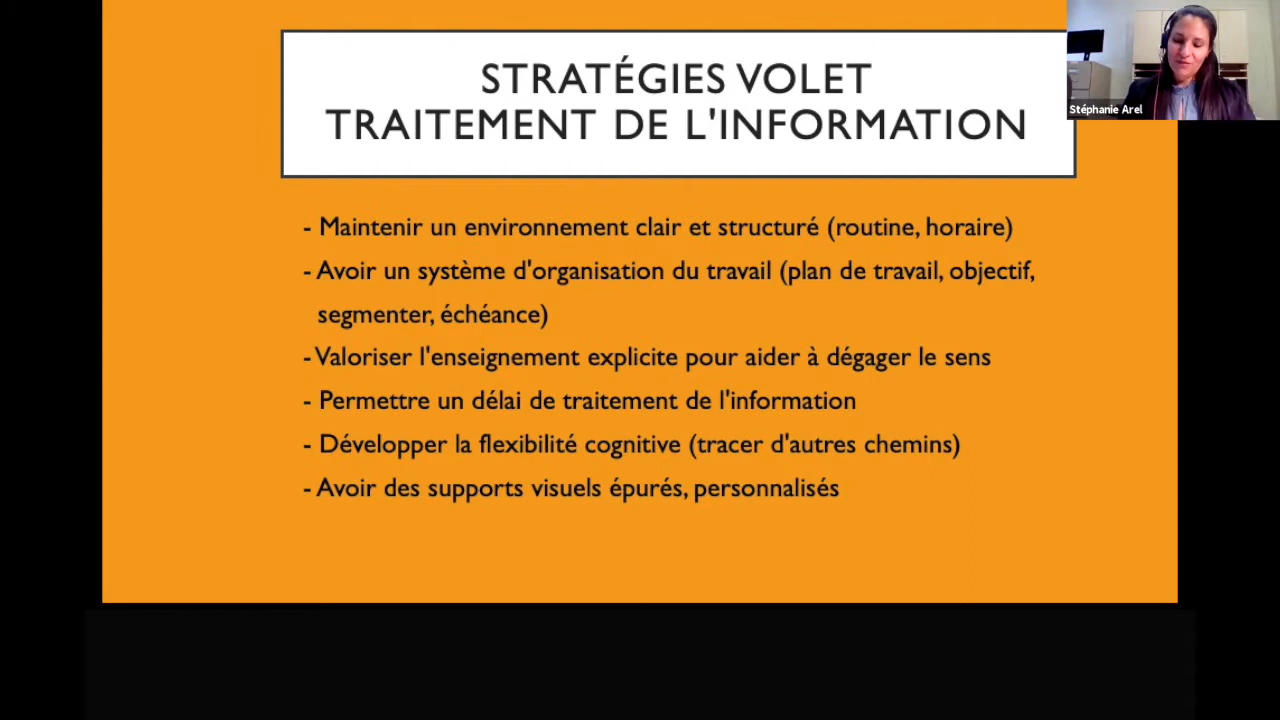 STRATÉGIES VOLET
TRAITEMENT DE L'INFORMATION
Stéphanie Arel
- Maintenir un environnement clair et structuré (routine, horaire)
- Avoir un système d'organisation du travail (plan de travail, objectif,
segmenter, échéance)
- Valoriser l'enseignement explicite pour aider à dégager le sens
- Permettre un délai de traitement de l'information
- Développer la flexibilité cognitive (tracer d'autres chemins)
- Avoir des supports visuels épurés, personnalisés